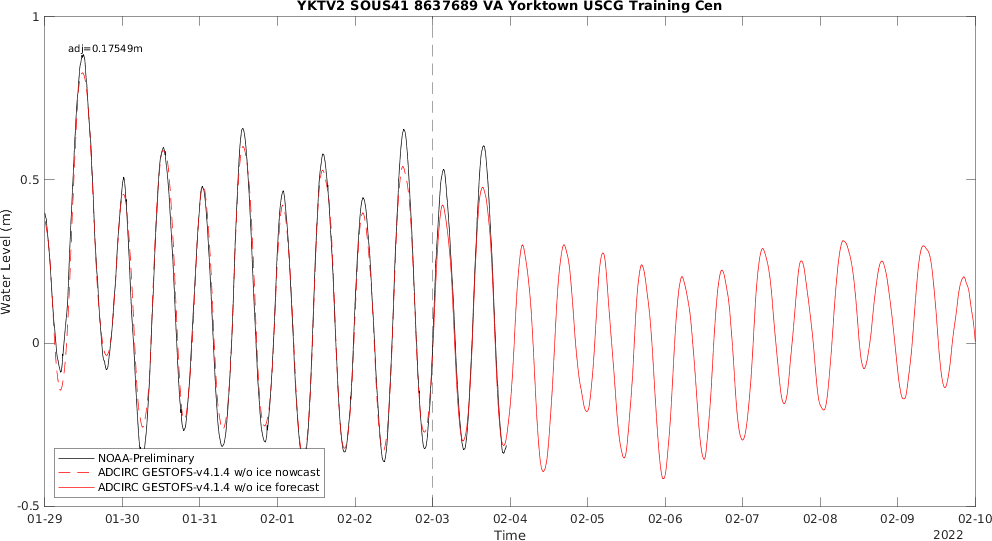 YKTV2 SOUS41 8637689 VA Yorktown USCG Training Cen
adj=0.17549m
1
0.5
0
-0.5
Water Level (m)
NOAA-Preliminary
ADCIRC GESTOFS-v4.1.4 w/o ice nowcast
ADCIRC GESTOFS-v4.1.4 w/o ice forecast
01-29 01-30 01-31 02-01 02-02 02-03 02-04 02-05 02-06 02-07 02-08 02-09 02-10
Time
2022